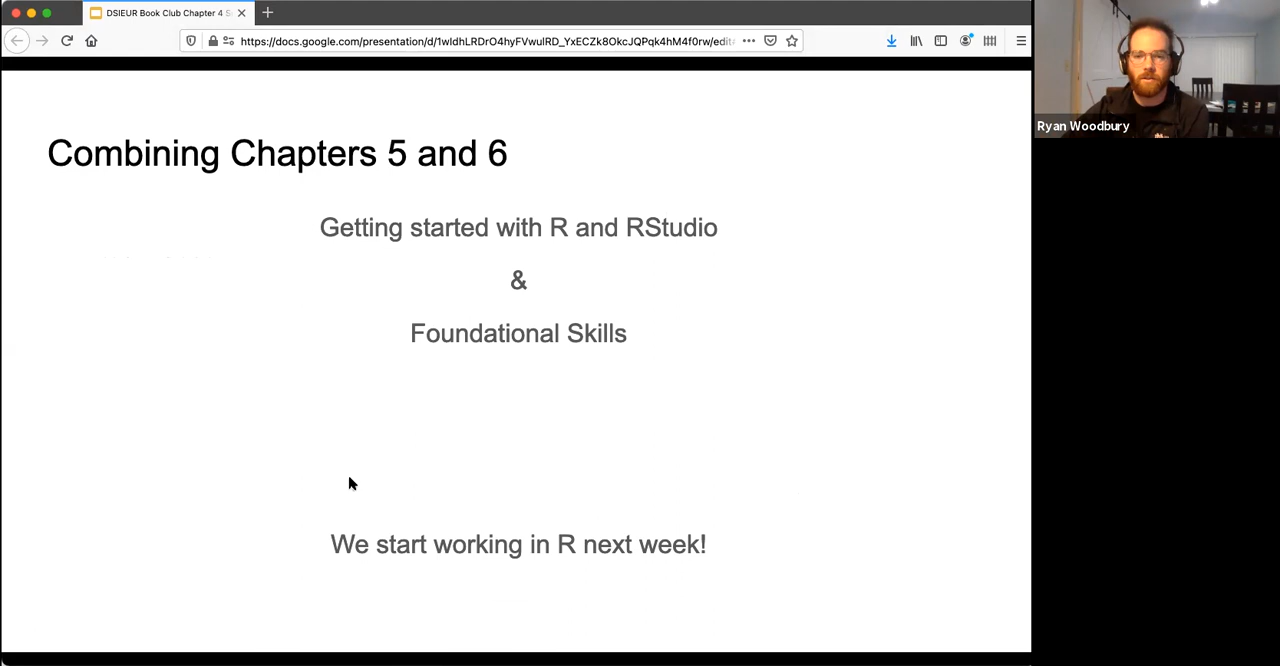 DSIEUR Book Club Chapter 4 S
https://docs.google.com/presentation/d/1wIdhLRDrO4hyFVwulRD_YxECZk8OkcJQPqk4hM4f0rw/edit
Ryan Woodbury
Combining Chapters 5 and 6
Getting started with R and RStudio
&
Foundational Skills
We start working in R next week!